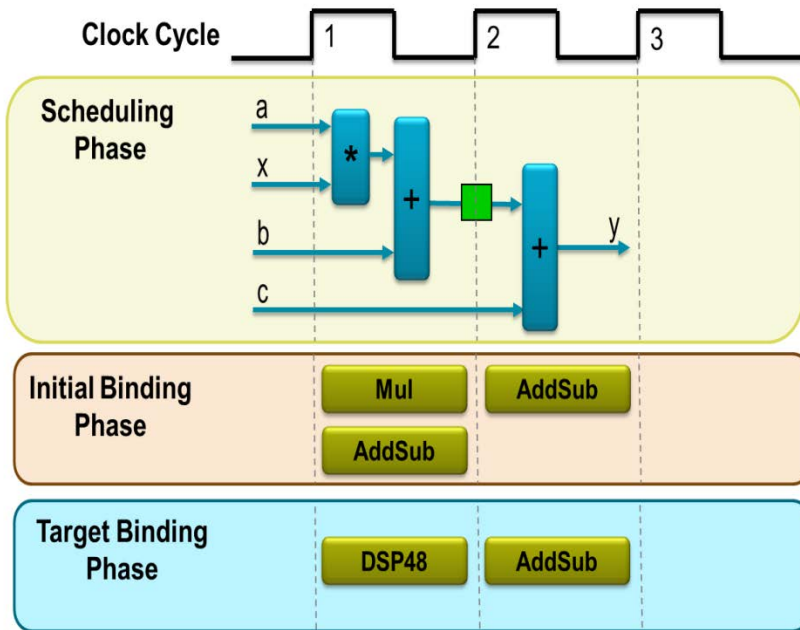 Clock Cycle
1
2
3
Scheduling
Phase
a
x
b
c
*
+
+
y
Initial Binding
Phase
Mul
AddSub
AddSub
Target Binding
Phase
DSP48
AddSub